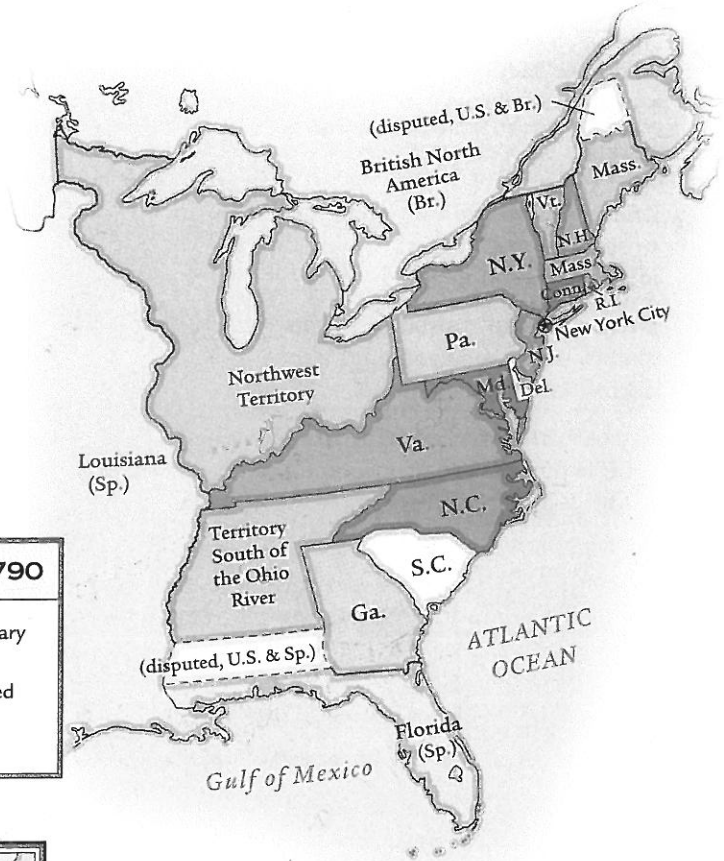 (disputed, U.S. & Br.)
British North
America
(Br.)
Mass.
Vt.
N.H.
N.Y.
Mass.
Conn.
R.I.
New York City
Pa.
N.J.
Northwest
Territory
Md.
Del.
Va.
Louisiana
(Sp.)
N.C.
Territory
South of
the Ohio
River
S.C.
Ga.
790
ary
ed
(disputed, U.S. & Sp.)
ATLANTIC
OCEAN
Florida
(Sp.)
Gulf of Mexico